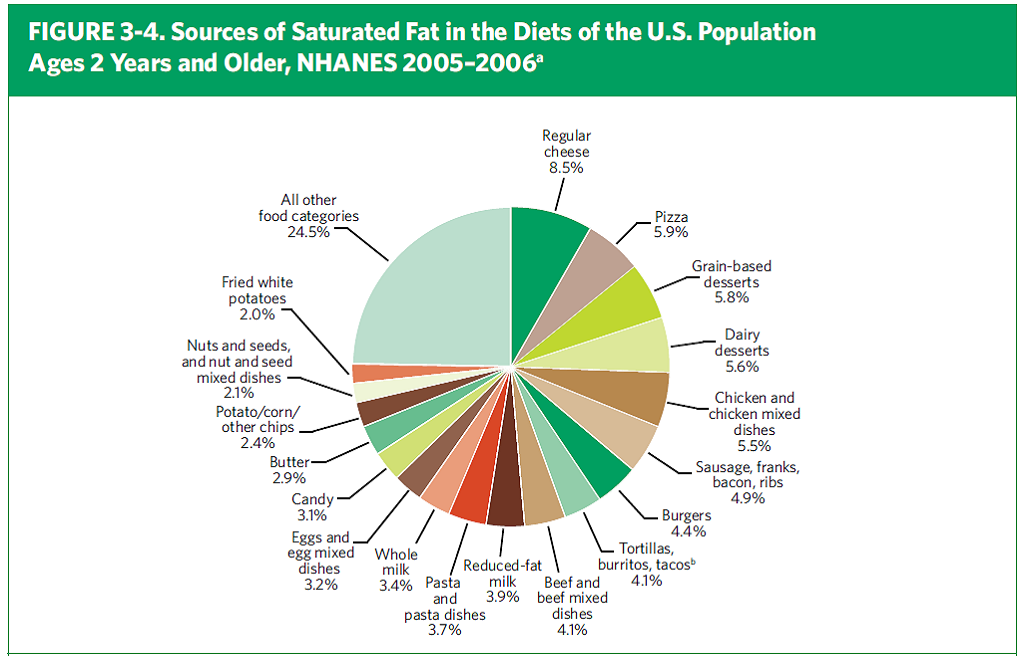 FIGURE 3-4. Sources of Saturated Fat in the Diets of the U.S. Population
Ages 2 Years and Older, NHANES 2005–2006ᵃ
Regular
cheese
8.5%
Pizza
5.9%
Grain-based
desserts
5.8%
Dairy
desserts
5.6%
Chicken and
chicken mixed
dishes
5.5%
Sausage, franks,
bacon, ribs
4.9%
Burgers
4.4%
Tortillas,
burritos, tacosᵇ
4.1%
Beef and
beef mixed
dishes
4.1%
Reduced-fat
milk
3.9%
Pasta
and
pasta dishes
3.7%
Whole
milk
3.4%
Eggs and
egg mixed
dishes
3.2%
Candy
3.1%
Butter
2.9%
Potato/corn/
other chips
2.4%
Nuts and seeds,
and nut and seed
mixed dishes
2.1%
Fried white
potatoes
2.0%
All other
food categories
24.5%